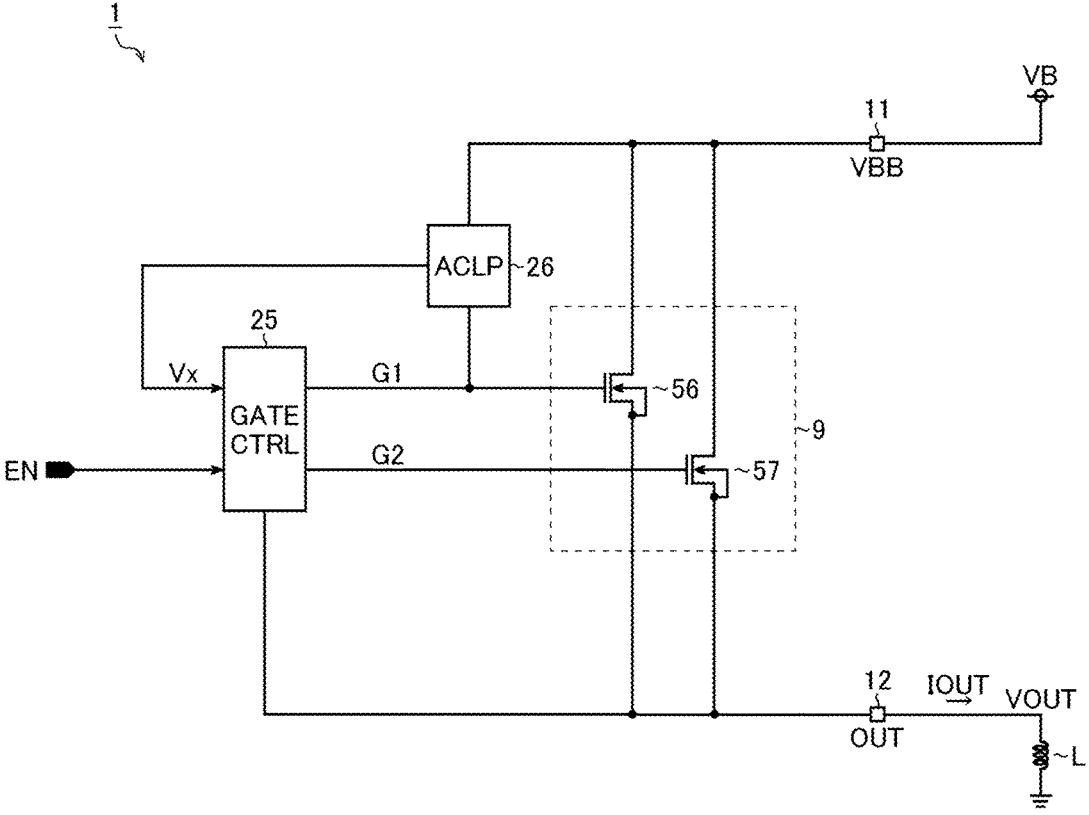 1
VB
11
VBB
ACLP
26
25
Vx
G1
56
GATE
CTRL
9
EN
G2
57
12
IOUT
VOUT
OUT
L